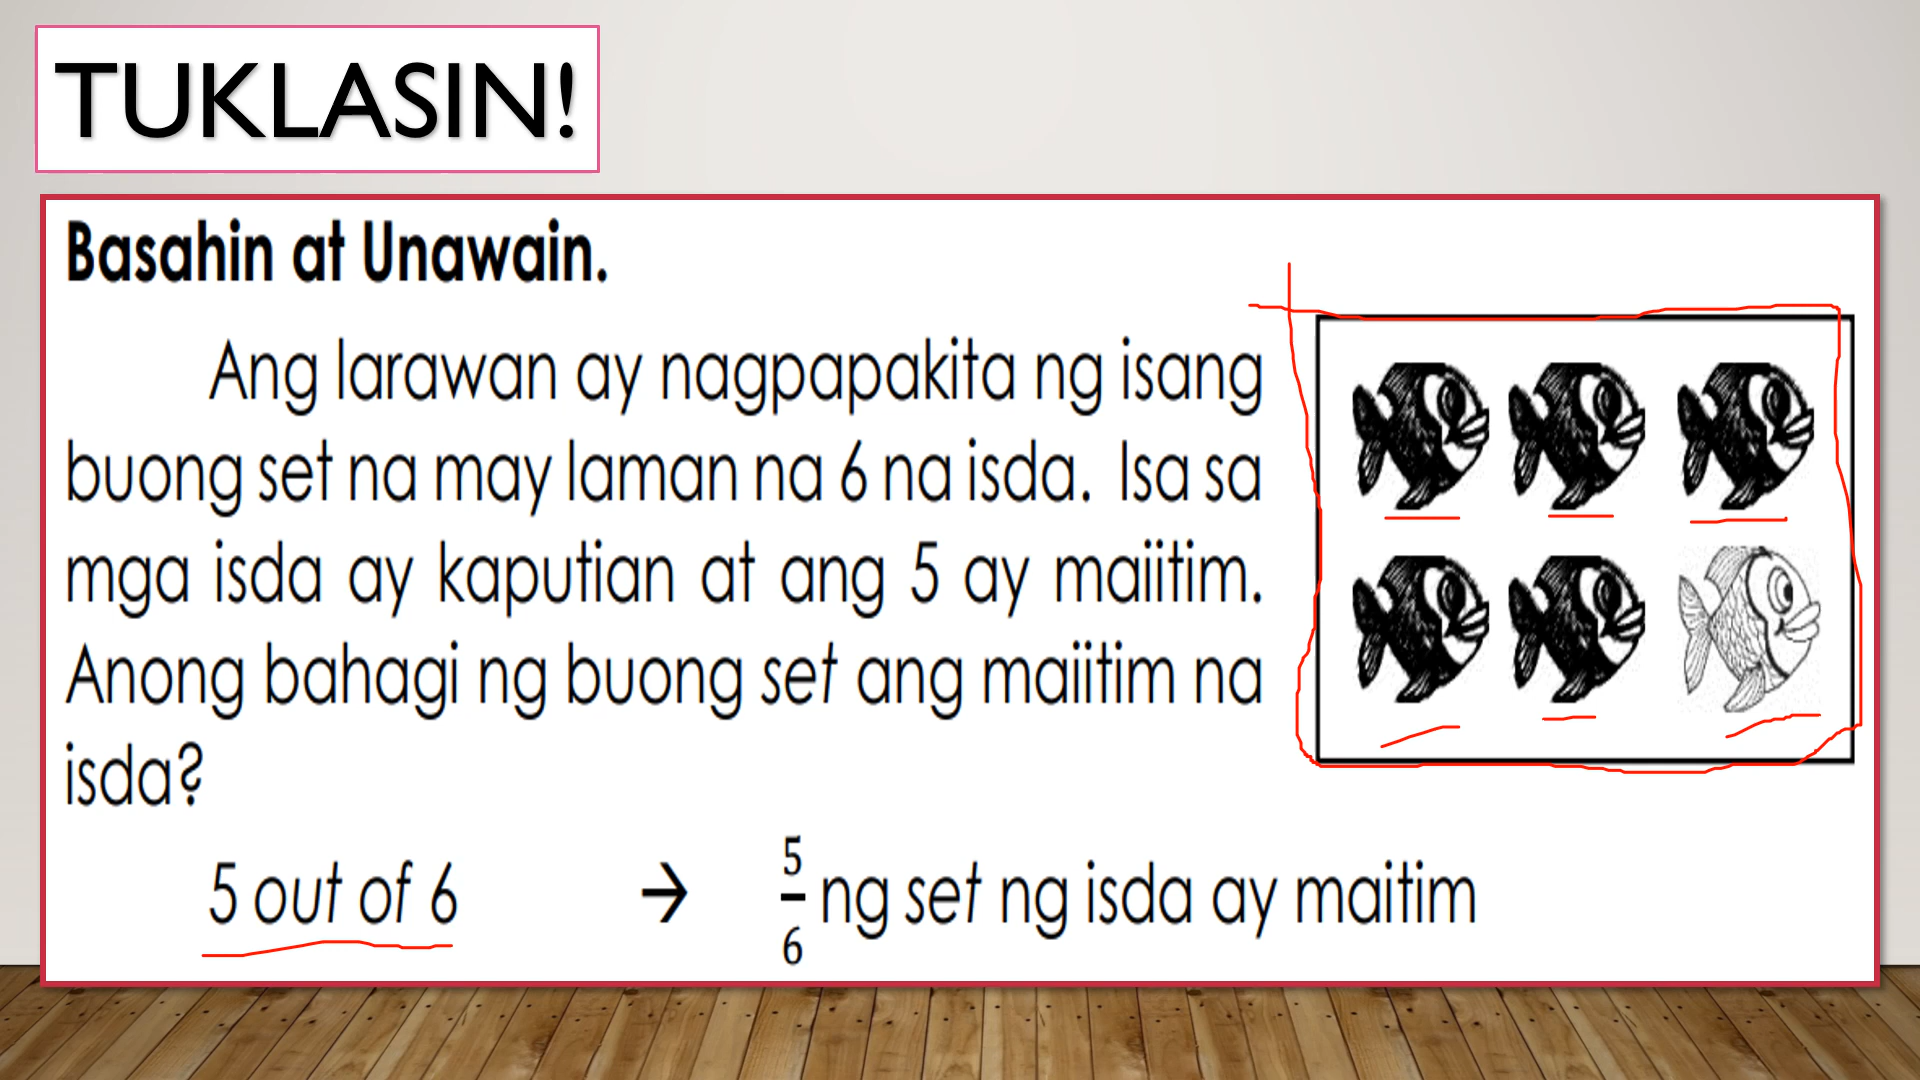 TUKLASIN!
Basahin at Unawain.
Ang larawan ay nagpapakita ng isang
buong set na may laman na 6 na isda. Isa sa
mga isda ay kaputian at ang 5 ay maiitim.
Anong bahagi ng buong set ang maiitim na
isda?
5 out of 6 → 5/6 ng set ng isda ay maitim